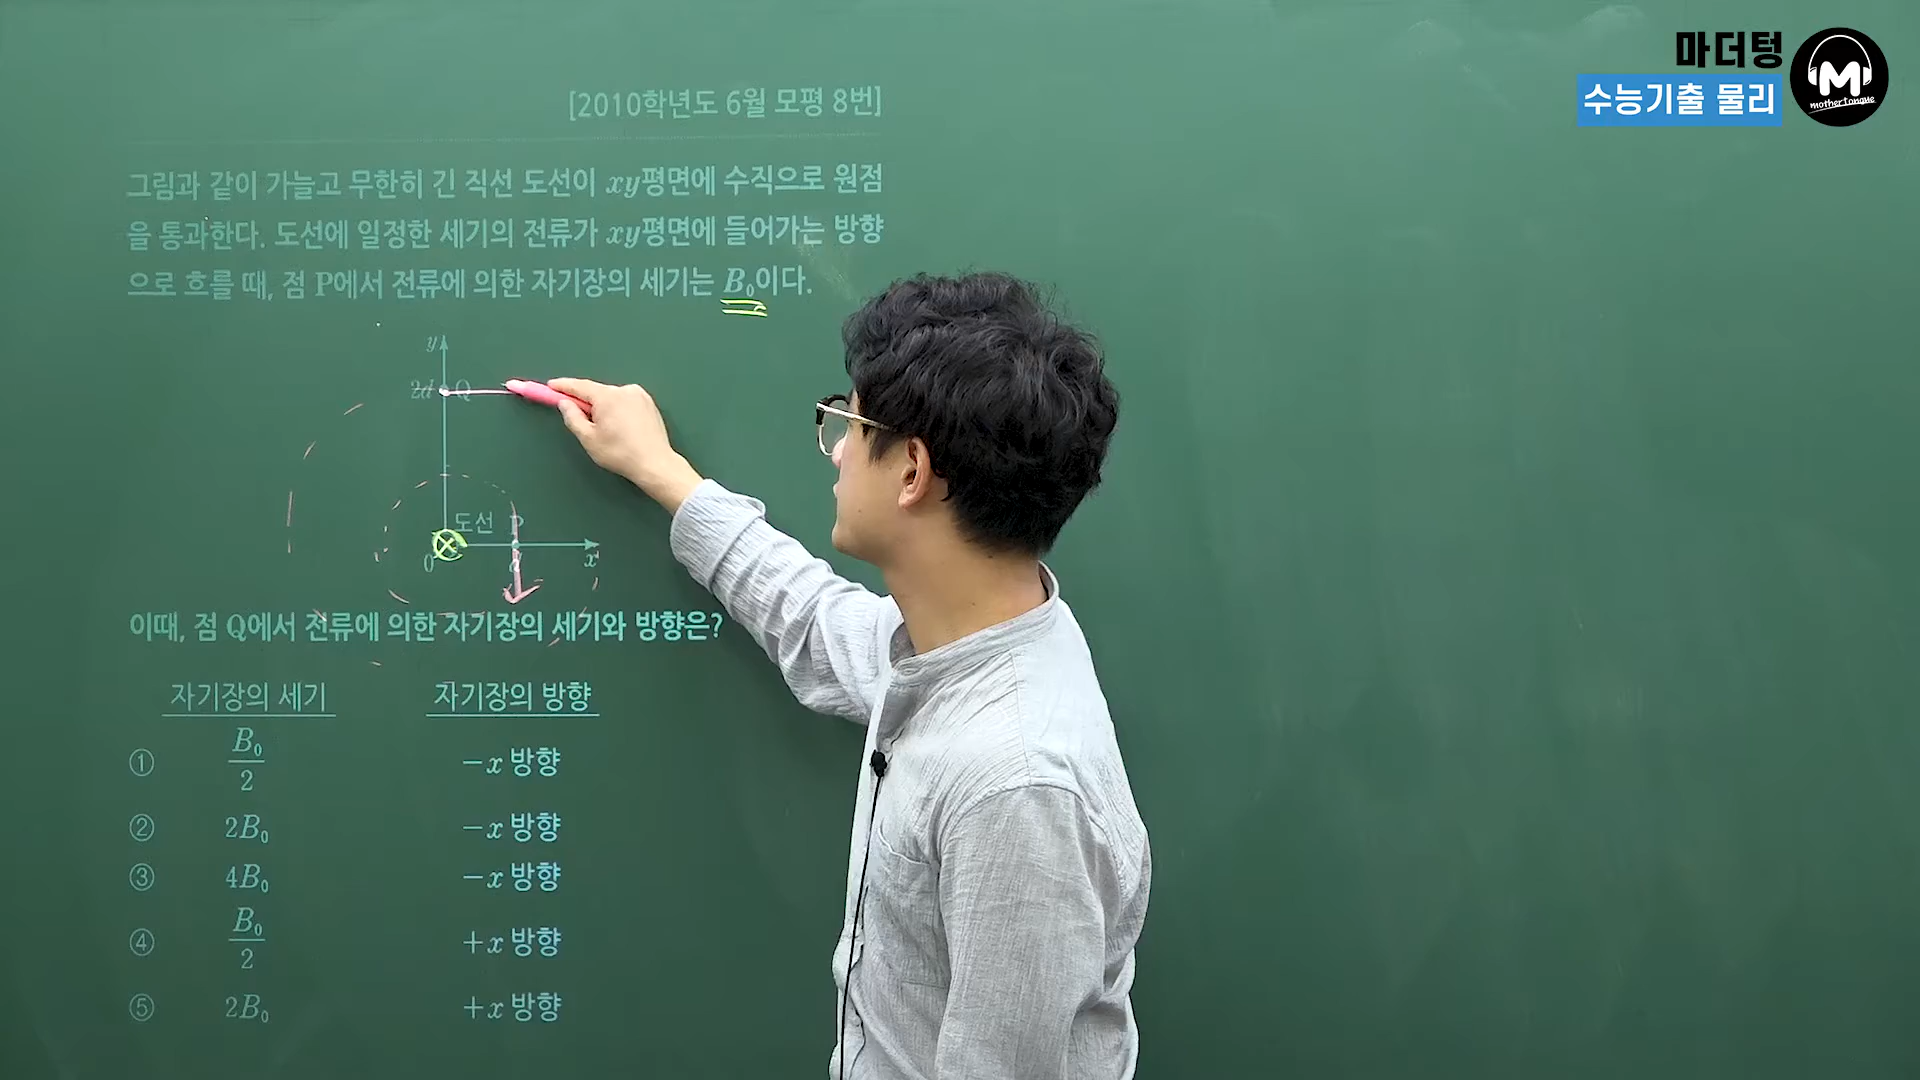 마더텅
수능기출 물리
M
mothertongue
[2010학년도 6월 모평 8번]
그림과 같이 가늘고 무한히 긴 직선 도선이 xy평면에 수직으로 원점
을 통과한다. 도선에 일정한 세기의 전류가 xy평면에 들어가는 방향
으로 흐를 때, 점 P에서 전류에 의한 자기장의 세기는 B₀이다.
y
2d Q
도선 P
0 d x
이때, 점 Q에서 전류에 의한 자기장의 세기와 방향은?
자기장의 세기 자기장의 방향
① B₀/2 −x 방향
② 2B₀ −x 방향
③ 4B₀ −x 방향
④ B₀/2 +x 방향
⑤ 2B₀ +x 방향